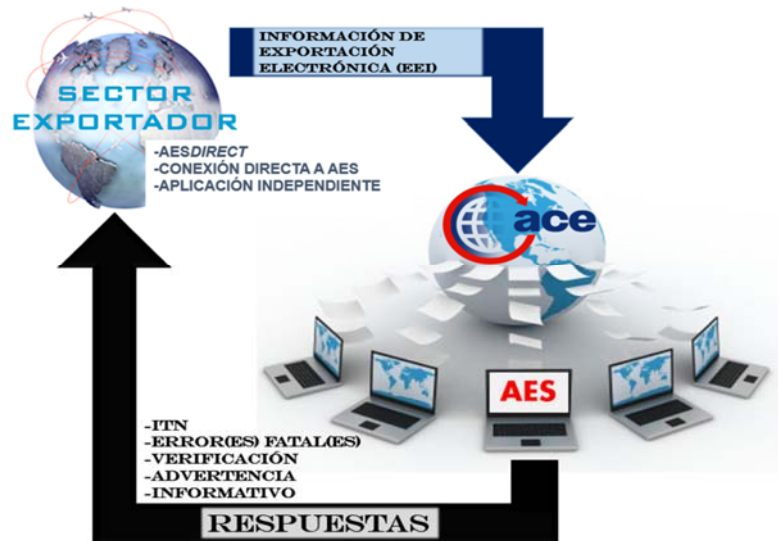 INFORMACIÓN DE
EXPORTACIÓN
ELECTRÓNICA (EEI)
SECTOR
EXPORTADOR
-AESDIRECT
-CONEXIÓN DIRECTA A AES
-APLICACIÓN INDEPENDIENTE
ace
AES
-ITN
-ERROR(ES) FATAL(ES)
-VERIFICACIÓN
-ADVERTENCIA
-INFORMATIVO
RESPUESTAS